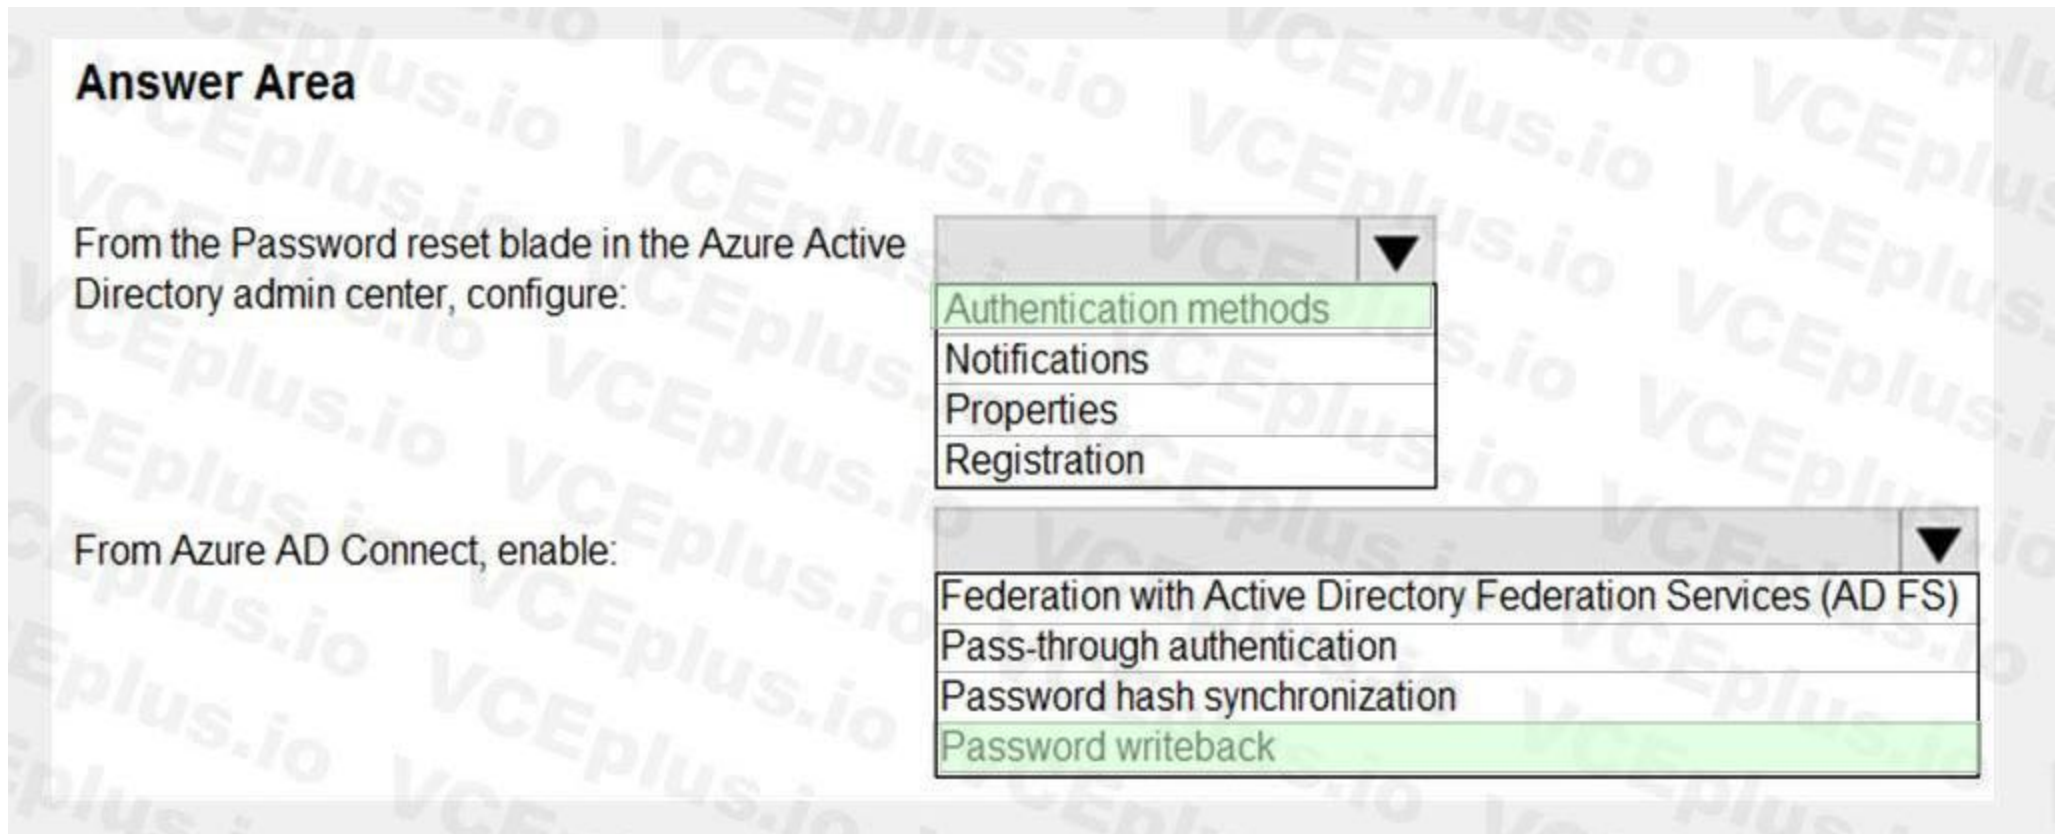 Answer Area
From the Password reset blade in the Azure Active
Directory admin center, configure:
Authentication methods
Notifications
Properties
Registration
From Azure AD Connect, enable:
Federation with Active Directory Federation Services (AD FS)
Pass-through authentication
Password hash synchronization
Password writeback
VCEplus.io